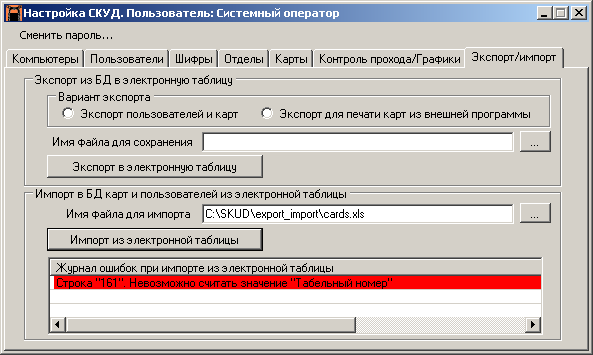 Настройка СКУД. Пользователь: Системный оператор
Сменить пароль...
Компьютеры Пользователи Шифры Отделы Карты Контроль прохода/Графики Экспорт/импорт
Экспорт из БД в электронную таблицу
Вариант экспорта
Экспорт пользователей и карт Экспорт для печати карт из внешней программы
Имя файла для сохранения ...
Экспорт в электронную таблицу
Импорт в БД карт и пользователей из электронной таблицы
Имя файла для импорта C:\SKUD\export_import\cards.xls ...
Импорт из электронной таблицы
Журнал ошибок при импорте из электронной таблицы
Строка "161". Невозможно считать значение "Табельный номер"